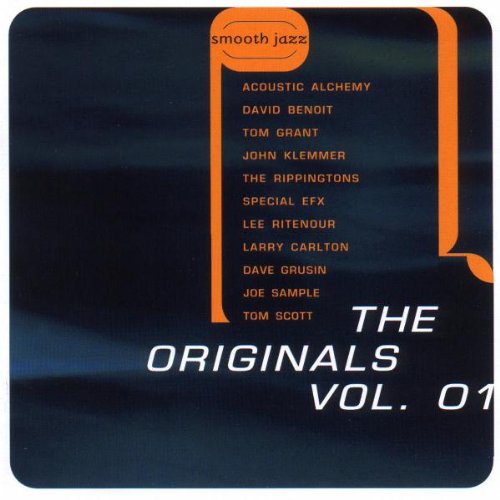 smooth jazz
ACOUSTIC ALCHEMY
DAVID BENOIT
TOM GRANT
JOHN KLEMMER
THE RIPPINGTONS
SPECIAL EFX
LEE RITENOUR
LARRY CARLTON
DAVE GRUSIN
JOE SAMPLE
TOM SCOTT
THE
ORIGINALS
VOL. 01